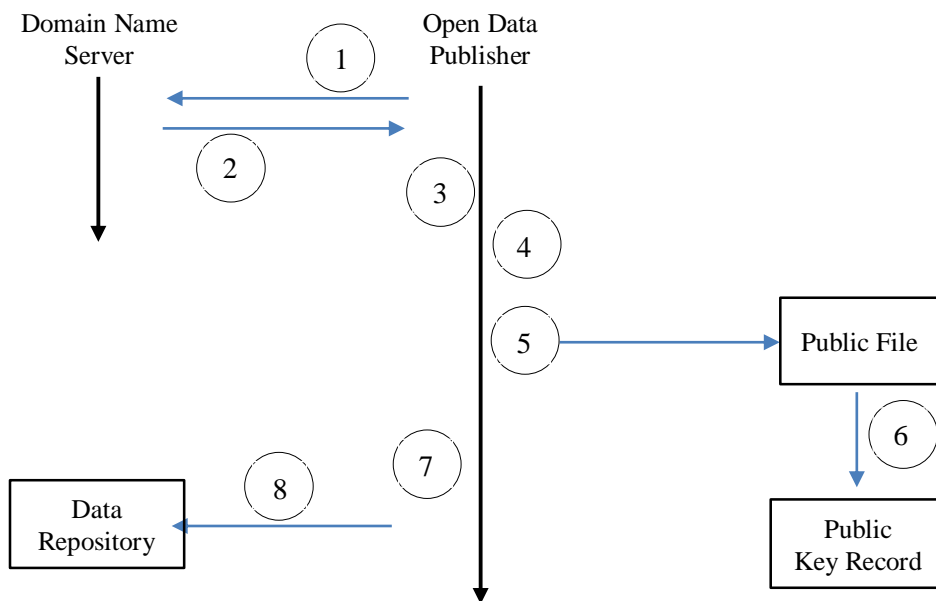 Domain Name
Server
Open Data
Publisher
1
2
3
4
5
Public File
6
7
8
Data
Repository
Public
Key Record